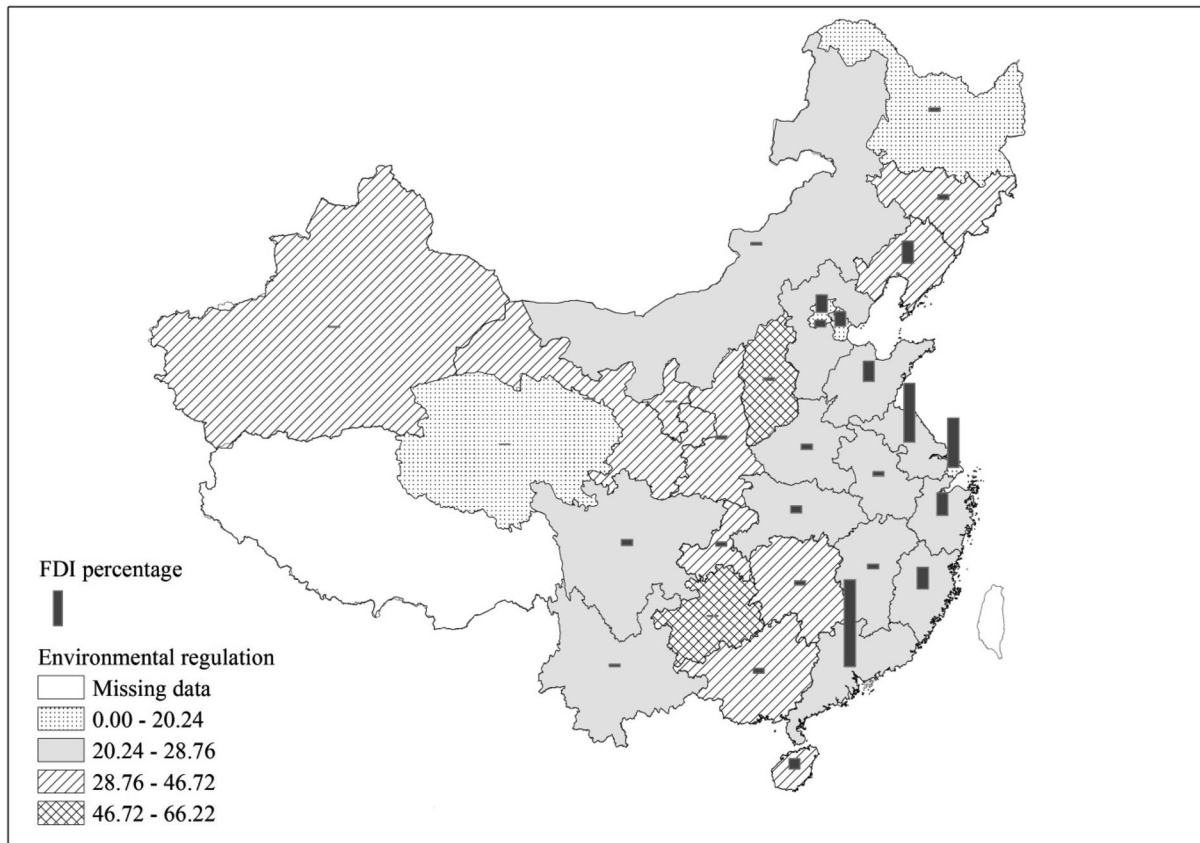 FDI percentage
Environmental regulation
Missing data
0.00 - 20.24
20.24 - 28.76
28.76 - 46.72
46.72 - 66.22